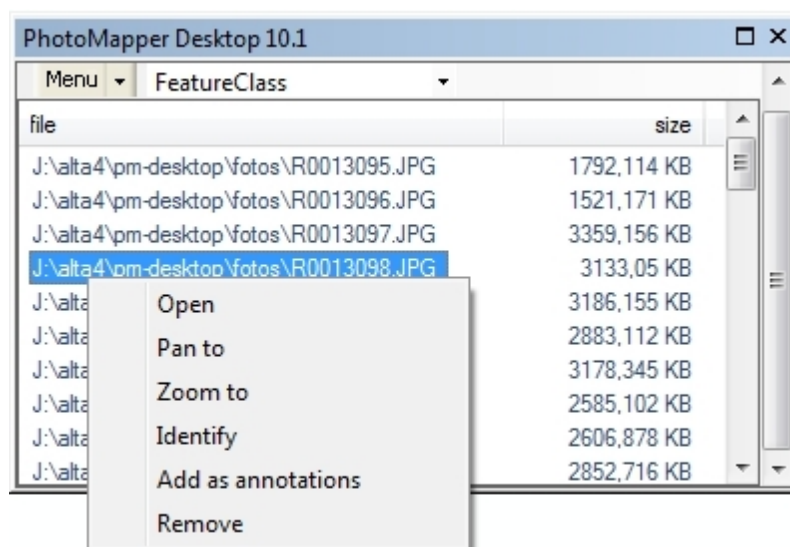 PhotoMapper Desktop 10.1
Menu FeatureClass
file size
J:\alta4\pm-desktop\fotos\R0013095.JPG 1792,114 KB
J:\alta4\pm-desktop\fotos\R0013096.JPG 1521,171 KB
J:\alta4\pm-desktop\fotos\R0013097.JPG 3359,156 KB
J:\alta4\pm-desktop\fotos\R0013098.JPG 3133,05 KB
J:\alta 3186,155 KB
Open
J:\alta 2883,112 KB
Pan to
J:\alta 3178,345 KB
Zoom to
J:\alta 2585,102 KB
J:\alta 2606,878 KB
Identify
J:\alta 2852,716 KB
Add as annotations
Remove